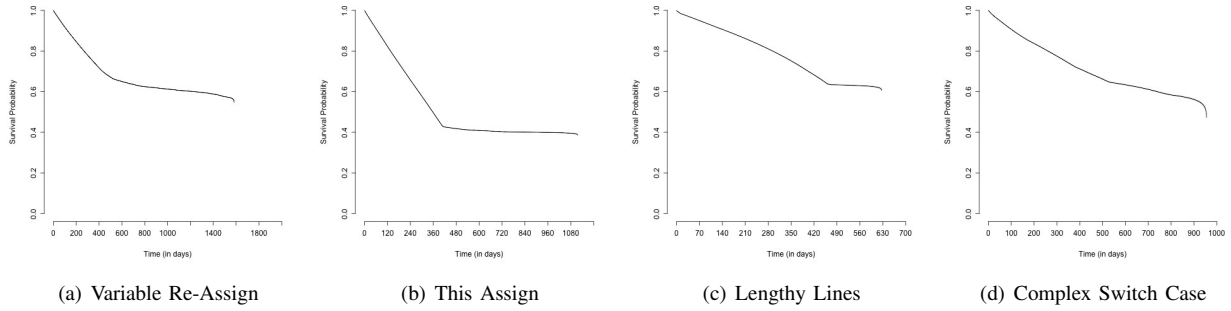 1.0
0.8
0.6
0.4
0.2
0.0
Survival Probability
0 200 400 600 800 1000 1400 1800
Time (in days)
(a) Variable Re-Assign
1.0
0.8
0.6
0.4
0.2
0.0
Survival Probability
0 120 240 360 480 600 720 840 960 1080
Time (in days)
(b) This Assign
1.0
0.8
0.6
0.4
0.2
0.0
Survival Probability
0 70 140 210 280 350 420 490 560 630 700
Time (in days)
(c) Lengthy Lines
1.0
0.8
0.6
0.4
0.2
0.0
Survival Probability
0 100 200 300 400 500 600 700 800 900 1000
Time (in days)
(d) Complex Switch Case